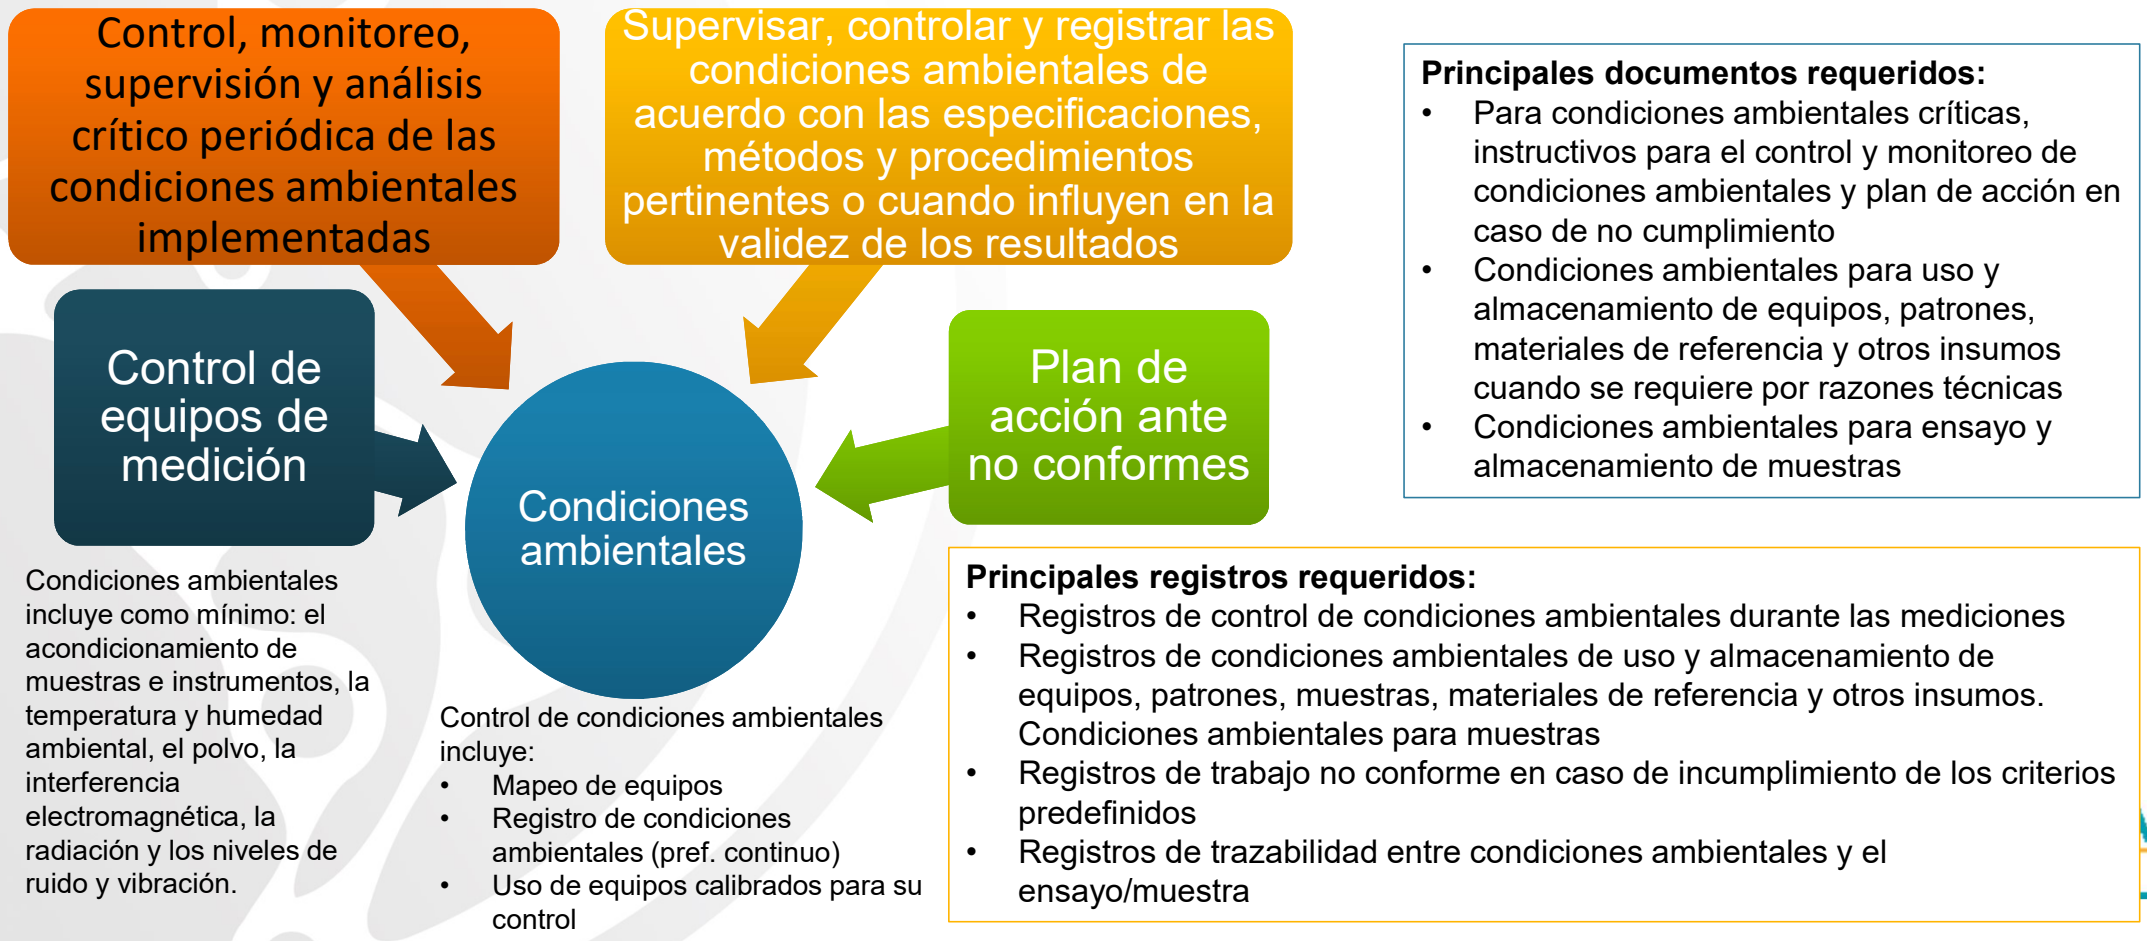 Control, monitoreo,
supervisión y análisis
crítico periódica de las
condiciones ambientales
implementadas
Supervisar, controlar y registrar las
condiciones ambientales de
acuerdo con las especificaciones,
métodos y procedimientos
pertinentes o cuando influyen en la
validez de los resultados
Control de
equipos de
medición
Condiciones
ambientales
Plan de
acción ante
no conformes
Principales documentos requeridos:
• Para condiciones ambientales críticas,
instructivos para el control y monitoreo de
condiciones ambientales y plan de acción en
caso de no cumplimiento
• Condiciones ambientales para uso y
almacenamiento de equipos, patrones,
materiales de referencia y otros insumos
cuando se requiere por razones técnicas
• Condiciones ambientales para ensayo y
almacenamiento de muestras
Condiciones ambientales
incluye como mínimo: el
acondicionamiento de
muestras e instrumentos, la
temperatura y humedad
ambiental, el polvo, la
interferencia
electromagnética, la
radiación y los niveles de
ruido y vibración.
Control de condiciones ambientales
incluye:
• Mapeo de equipos
• Registro de condiciones
ambientales (pref. continuo)
• Uso de equipos calibrados para su
control
Principales registros requeridos:
• Registros de control de condiciones ambientales durante las mediciones
• Registros de condiciones ambientales de uso y almacenamiento de
equipos, patrones, muestras, materiales de referencia y otros insumos.
Condiciones ambientales para muestras
• Registros de trabajo no conforme en caso de incumplimiento de los criterios
predefinidos
• Registros de trazabilidad entre condiciones ambientales y el
ensayo/muestra